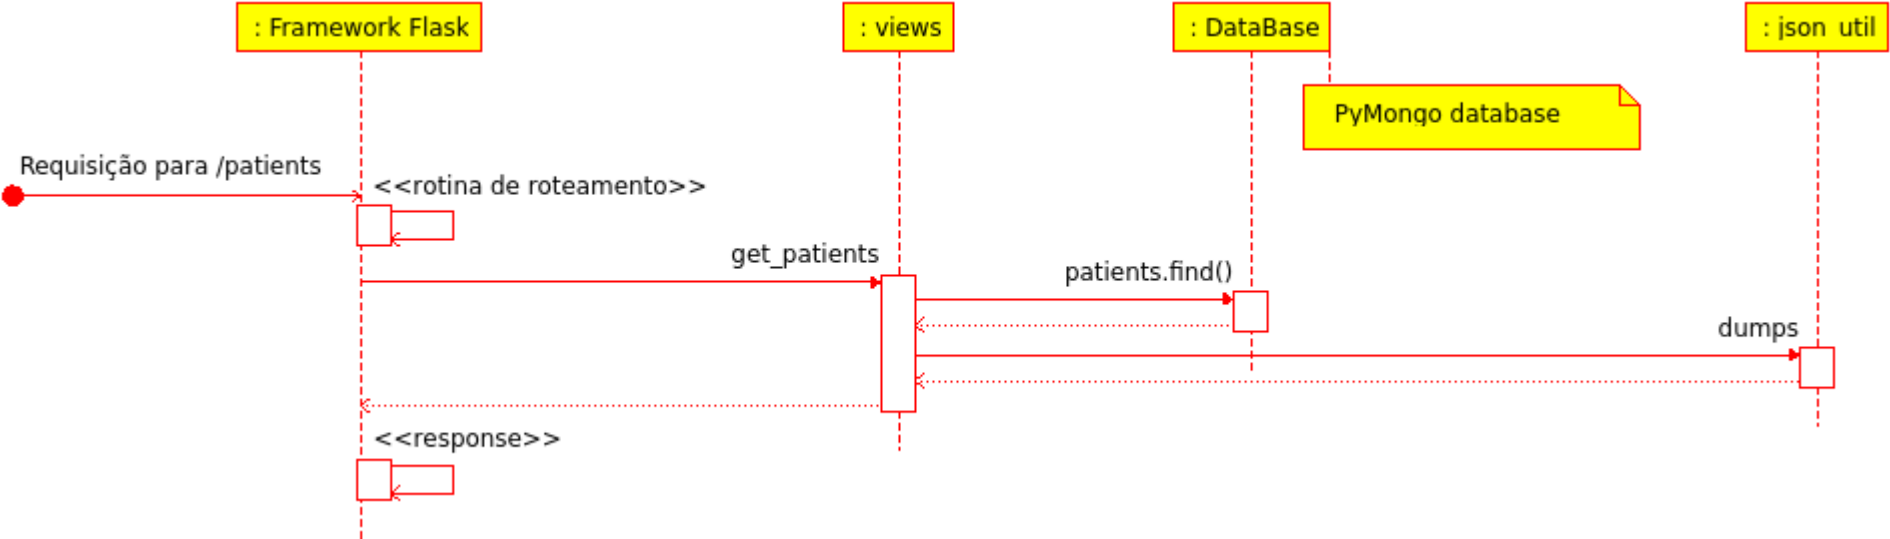 : Framework Flask
: views
: DataBase
: json_util
PyMongo database
Requisição para /patients
<<rotina de roteamento>>
get_patients
patients.find()
dumps
<<response>>